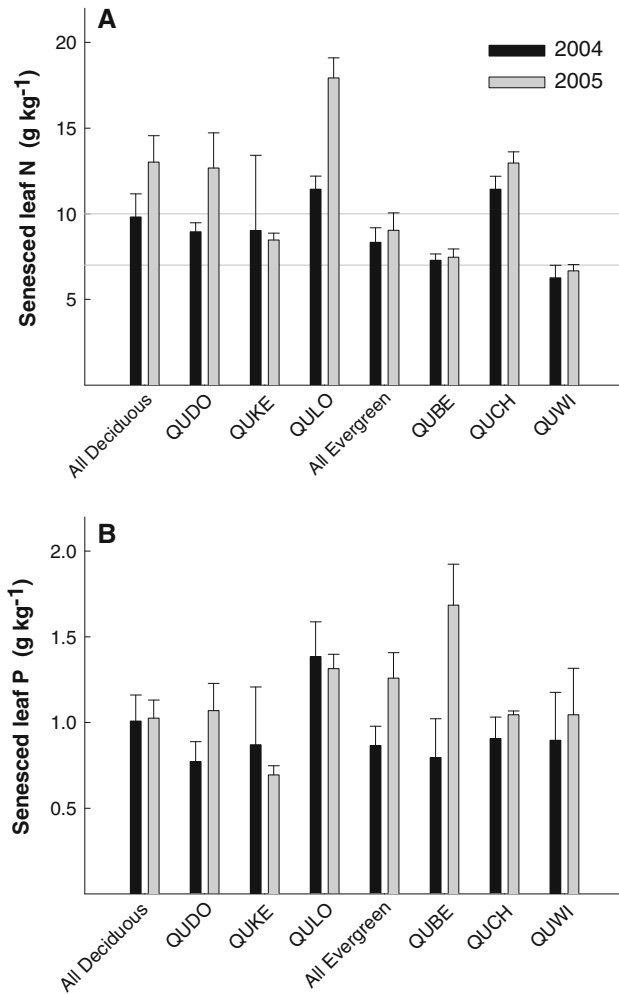 A
2004
2005
Senesced leaf N (g kg-1)
20
15
10
5
All Deciduous
QUDO
QUKE
QULO
All Evergreen
QUBE
QUCH
QUWI
B
Senesced leaf P (g kg-1)
2.0
1.5
1.0
0.5
All Deciduous
QUDO
QUKE
QULO
All Evergreen
QUBE
QUCH
QUWI